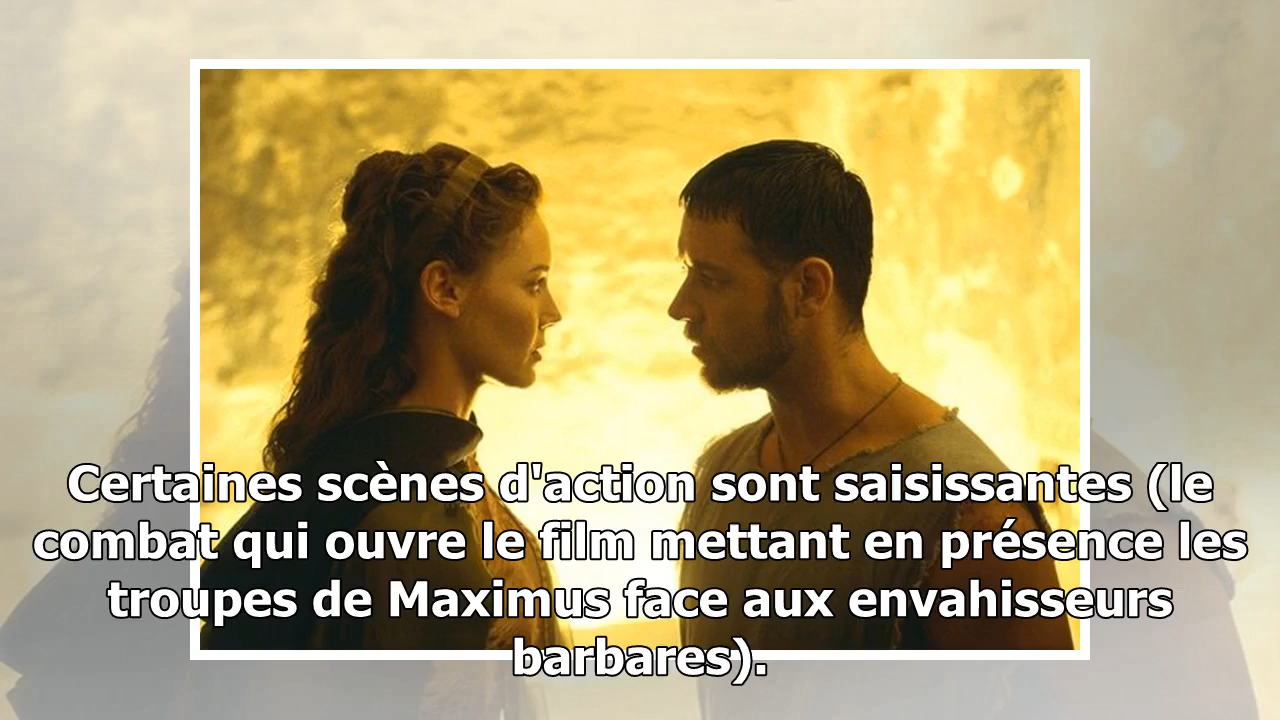 Certaines scènes d'action sont saisissantes (le
combat qui ouvre le film mettant en présence les
troupes de Maximus face aux envahisseurs
barbares).